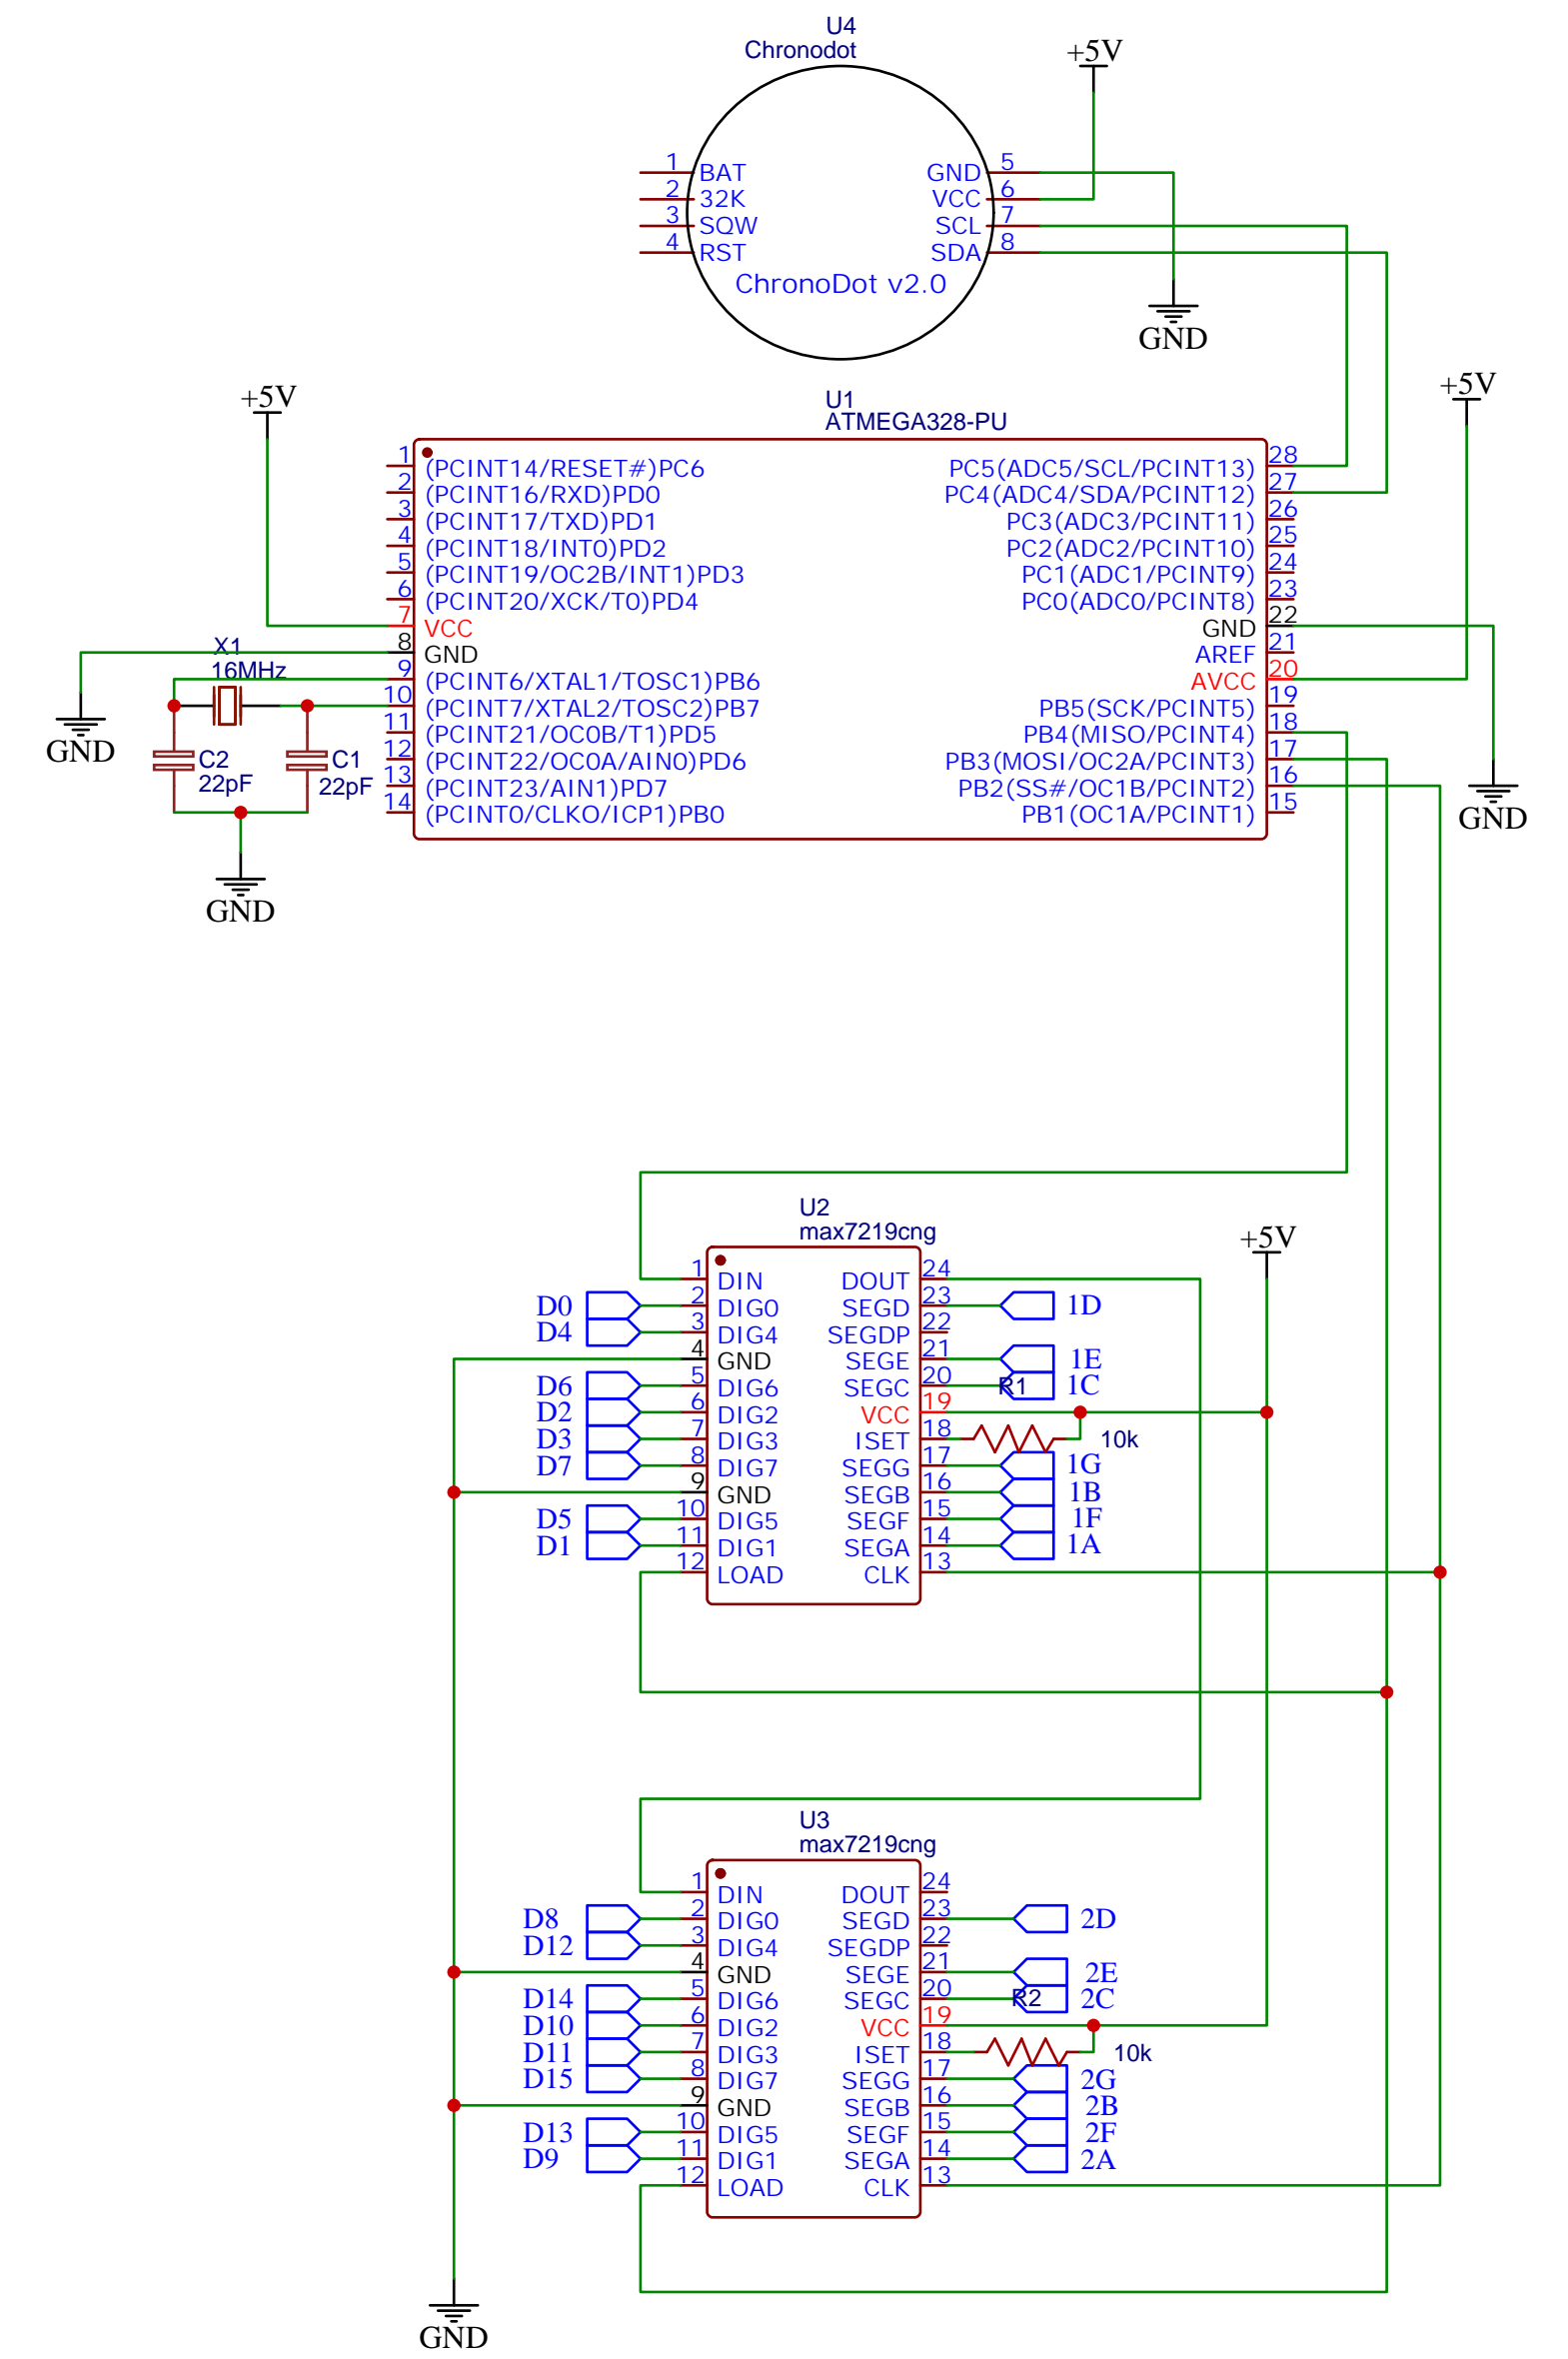 U4
Chronodot
+5V
1 BAT GND 5
2 32K VCC 6
3 SQW SCL 7
4 RST SDA 8
ChronoDot v2.0
GND
+5V
+5V
U1
ATMEGA328-PU
1 (PCINT14/RESET#)PC6 PC5(ADC5/SCL/PCINT13) 28
2 (PCINT16/RXD)PD0 PC4(ADC4/SDA/PCINT12) 27
3 (PCINT17/TXD)PD1 PC3(ADC3/PCINT11) 26
4 (PCINT18/INT0)PD2 PC2(ADC2/PCINT10) 25
5 (PCINT19/OC2B/INT1)PD3 PC1(ADC1/PCINT9) 24
6 (PCINT20/XCK/T0)PD4 PC0(ADC0/PCINT8) 23
7 VCC GND 22
8 GND AREF 21
9 (PCINT6/XTAL1/TOSC1)PB6 AVCC 20
10 (PCINT7/XTAL2/TOSC2)PB7 PB5(SCK/PCINT5) 19
11 (PCINT21/OC0B/T1)PD5 PB4(MISO/PCINT4) 18
12 (PCINT22/OC0A/AIN0)PD6 PB3(MOSI/OC2A/PCINT3) 17
13 (PCINT23/AIN1)PD7 PB2(SS#/OC1B/PCINT2) 16
14 (PCINT0/CLKO/ICP1)PB0 PB1(OC1A/PCINT1) 15
X1
16MHz
GND
C2
22pF
C1
22pF
GND
GND
U2
max7219cng
+5V
1 DIN DOUT 24
D0 2 DIG0 SEGD 23 1D
D4 3 DIG4 SEGDP 22
4 GND SEGE 21 1E
D6 5 DIG6 SEGC 20 R1 1C
D2 6 DIG2 VCC 19
D3 7 DIG3 ISET 18 10k
D7 8 DIG7 SEGG 17 1G
9 GND SEGB 16 1B
D5 10 DIG5 SEGF 15 1F
D1 11 DIG1 SEGA 14 1A
12 LOAD CLK 13
U3
max7219cng
1 DIN DOUT 24
D8 2 DIG0 SEGD 23 2D
D12 3 DIG4 SEGDP 22
4 GND SEGE 21 2E
D14 5 DIG6 SEGC 20 R2 2C
D10 6 DIG2 VCC 19
D11 7 DIG3 ISET 18 10k
D15 8 DIG7 SEGG 17 2G
9 GND SEGB 16 2B
D13 10 DIG5 SEGF 15 2F
D9 11 DIG1 SEGA 14 2A
12 LOAD CLK 13
GND